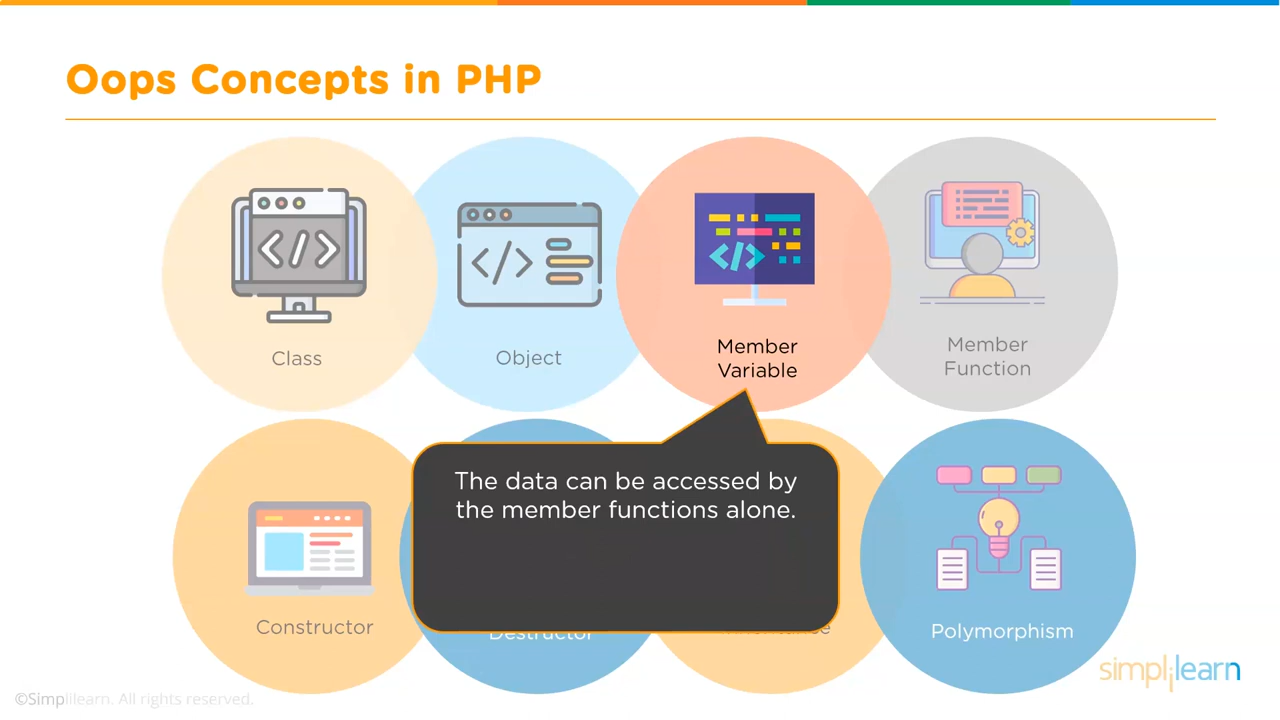 Oops Concepts in PHP
Class
Object
Member
Variable
Member
Function
The data can be accessed by
the member functions alone.
Constructor
Destructor
Polymorphism
simplilearn
©Simplilearn. All rights reserved.